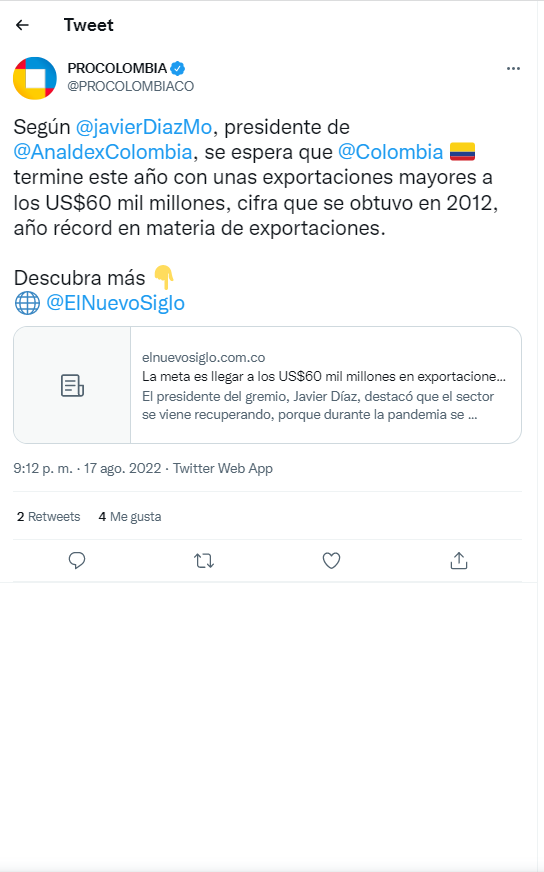 Tweet
PROCOLOMBIA
@PROCOLOMBIACO
Según @javierDiazMo, presidente de
@AnaldexColombia, se espera que @Colombia
termine este año con unas exportaciones mayores a
los US$60 mil millones, cifra que se obtuvo en 2012,
año récord en materia de exportaciones.
Descubra más 👇
🌐 @ElNuevoSiglo
elnuevosiglo.com.co
La meta es llegar a los US$60 mil millones en exportacione...
El presidente del gremio, Javier Díaz, destacó que el sector
se viene recuperando, porque durante la pandemia se ...
9:12 p. m. · 17 ago. 2022 · Twitter Web App
2 Retweets 4 Me gusta